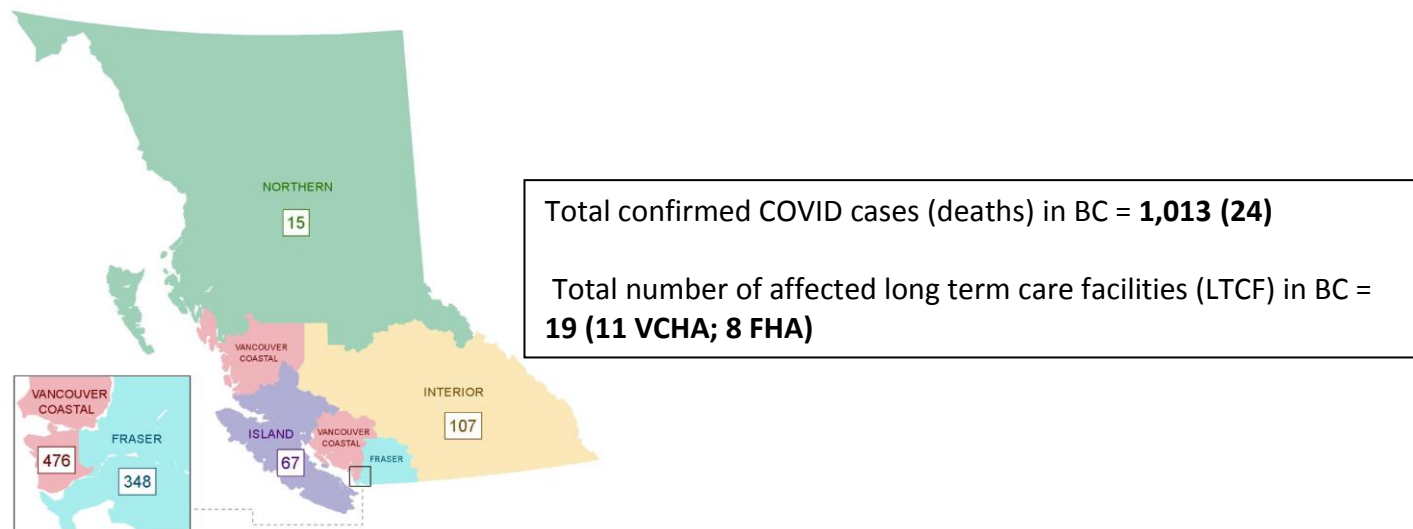 NORTHERN
15
VANCOUVER
COASTAL
INTERIOR
107
ISLAND
67
VANCOUVER
COASTAL
FRASER
VANCOUVER
COASTAL
476
FRASER
348
Total confirmed COVID cases (deaths) in BC = 1,013 (24)
Total number of affected long term care facilities (LTCF) in BC =
19 (11 VCHA; 8 FHA)